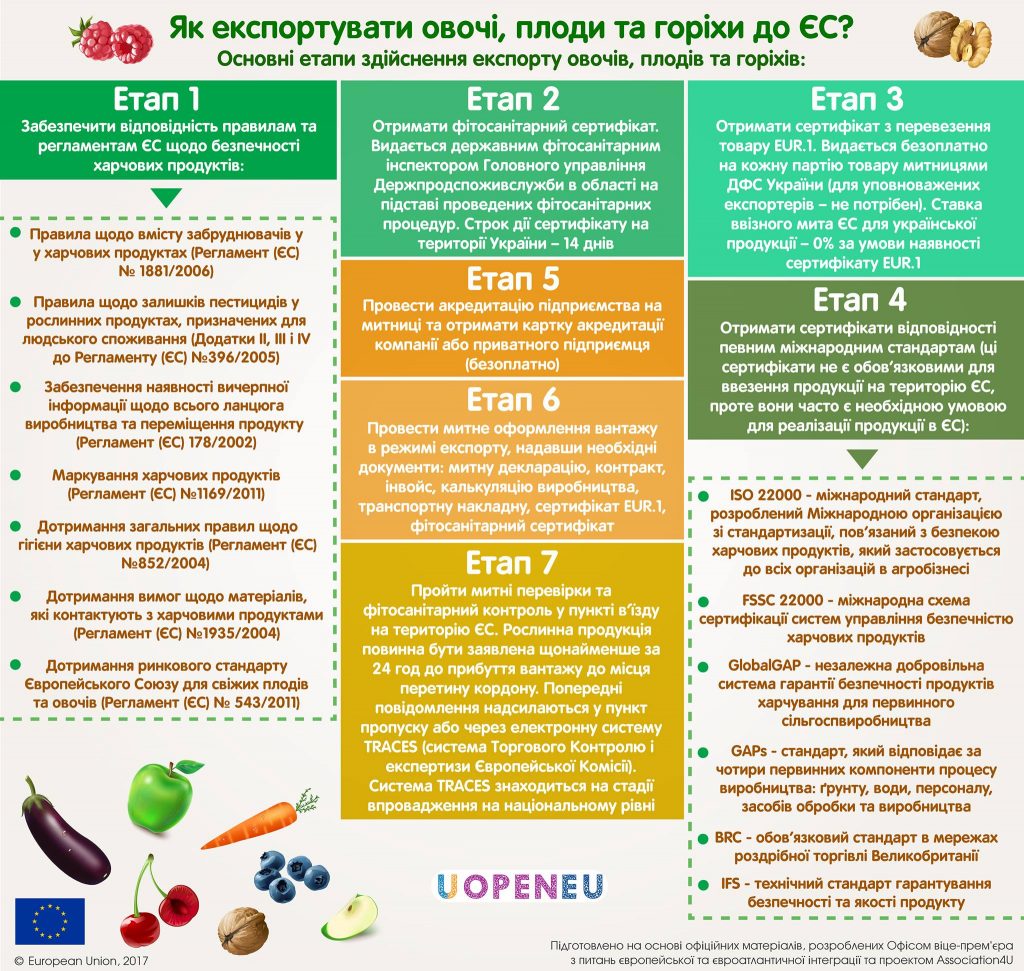 Як експортувати овочі, плоди та горіхи до ЄС?
Основні етапи здійснення експорту овочів, плодів та горіхів:
Етап 1
Забезпечити відповідність правилам та
регламентам ЄС щодо безпечності
харчових продуктів:
Правила щодо вмісту забруднювачів у
у харчових продуктах (Регламент (ЄС)
№ 1881/2006)
Правила щодо залишків пестицидів у
рослинних продуктах, призначених для
людського споживання (Додатки II, III і IV
до Регламенту (ЄС) №396/2005)
Забезпечення наявності вичерпної
інформації щодо всього ланцюга
виробництва та переміщення продукту
(Регламент (ЄС) 178/2002)
Маркування харчових продуктів
(Регламент (ЄС) №1169/2011)
Дотримання загальних правил щодо
гігієни харчових продуктів (Регламент (ЄС)
№852/2004)
Дотримання вимог щодо матеріалів,
які контактують з харчовими продуктами
(Регламент (ЄС) №1935/2004)
Дотримання ринкового стандарту
Європейського Союзу для свіжих плодів
та овочів (Регламент (ЄС) № 543/2011)
Етап 2
Отримати фітосанітарний сертифікат.
Видається державним фітосанітарним
інспектором Головного управління
Держпродспоживслужби в області на
підставі проведених фітосанітарних
процедур. Строк дії сертифікату на
території України – 14 днів
Етап 3
Отримати сертифікат з перевезення
товару EUR.1. Видається безоплатно
на кожну партію товару митницями
ДФС України (для уповноважених
експортерів – не потрібен). Ставка
ввізного мита ЄС для української
продукції – 0% за умови наявності
сертифікату EUR.1
Етап 4
Отримати сертифікати відповідності
певним міжнародним стандартам (ці
сертифікати не є обов’язковими для
ввезення продукції на територію ЄС,
проте вони часто є необхідною умовою
для реалізації продукції в ЄС):
ISO 22000 - міжнародний стандарт,
розроблений Міжнародною організацією
зі стандартизації, пов’язаний з безпекою
харчових продуктів, який застосовується
до всіх організацій в агробізнесі
FSSC 22000 - міжнародна схема
сертифікації систем управління безпечністю
харчових продуктів
GlobalGAP - незалежна добровільна
система гарантії безпечності продуктів
харчування для первинного
сільгоспвиробництва
GAPs - стандарт, який відповідає за
чотири первинних компоненти процесу
виробництва: ґрунту, води, персоналу,
засобів обробки та виробництва
BRC - обов’язковий стандарт в мережах
роздрібної торгівлі Великобританії
IFS - технічний стандарт гарантування
безпечності та якості продукту
Етап 5
Провести акредитацію підприємства на
митниці та отримати картку акредитації
компанії або приватного підприємця
(безоплатно)
Етап 6
Провести митне оформлення вантажу
в режимі експорту, надавши необхідні
документи: митну декларацію, контракт,
інвойс, калькуляцію виробництва,
транспортну накладну, сертифікат EUR.1,
фітосанітарний сертифікат
Етап 7
Пройти митні перевірки та
фітосанітарний контроль у пункті в’їзду
на територію ЄС. Рослинна продукція
повинна бути заявлена щонайменше за
24 год до прибуття вантажу до місця
перетину кордону. Попередні
повідомлення надсилаються у пункт
пропуску або через електронну систему
TRACES (система Торгового Контролю і
експертизи Європейської Комісії).
Система TRACES знаходиться на стадії
впровадження на національному рівні
UOPENEU
© European Union, 2017
Підготовлено на основі офіційних матеріалів, розроблених Офісом віце-прем'єра
з питань європейської та євроатлантичної інтеграції та проектом Association4U